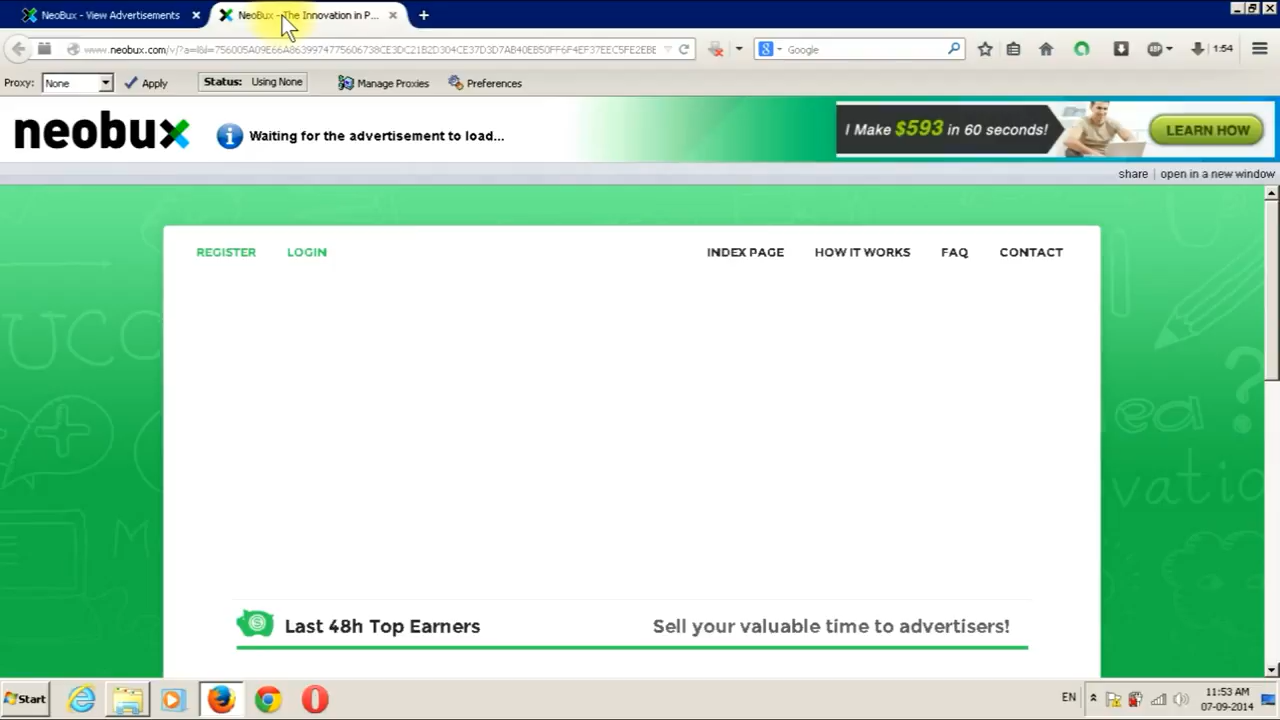 NeoBux - View Advertisements
NeoBux - The Innovation in P...
Google
1:54
Proxy: None Apply Status: Using None Manage Proxies Preferences
neobux
Waiting for the advertisement to load...
I Make $593 in 60 seconds!
LEARN HOW
share | open in a new window
REGISTER LOGIN INDEX PAGE HOW IT WORKS FAQ CONTACT
Last 48h Top Earners Sell your valuable time to advertisers!
Start
EN
11:53 AM
07-09-2014